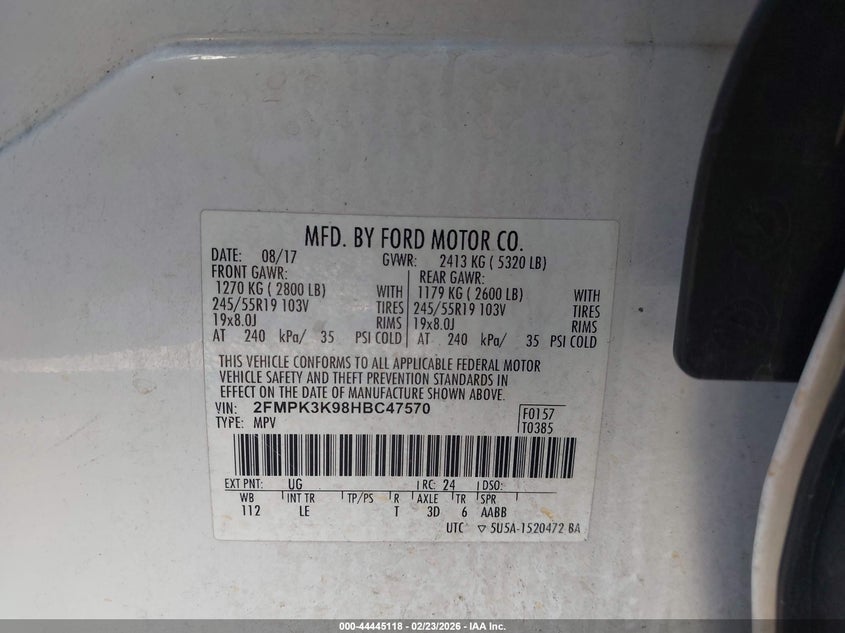 MFD. BY FORD MOTOR CO.
DATE: 08/17 GVWR: 2413 KG ( 5320 LB)
FRONT GAWR: REAR GAWR:
1270 KG ( 2800 LB) WITH 1179 KG ( 2600 LB) WITH
245/55R19 103V TIRES 245/55R19 103V TIRES
19x8.0J RIMS 19x8.0J RIMS
AT 240 kPa/ 35 PSI COLD AT 240 kPa/ 35 PSI COLD
THIS VEHICLE CONFORMS TO ALL APPLICABLE FEDERAL MOTOR
VEHICLE SAFETY AND THEFT PREVENTION STANDARDS IN
EFFECT ON THE DATE OF MANUFACTURE SHOWN ABOVE.
VIN: 2FMPK3K98HBC47570 F0157
TYPE: MPV T0385
EXT PNT: UG RC: 24 DSO:
WB INT TR TP/PS R AXLE TR SPR
112 LE T 3D 6 AABB
UTC ▽ 5U5A-1520472 BA
000-44445118 - 02/23/2026 - IAA Inc.